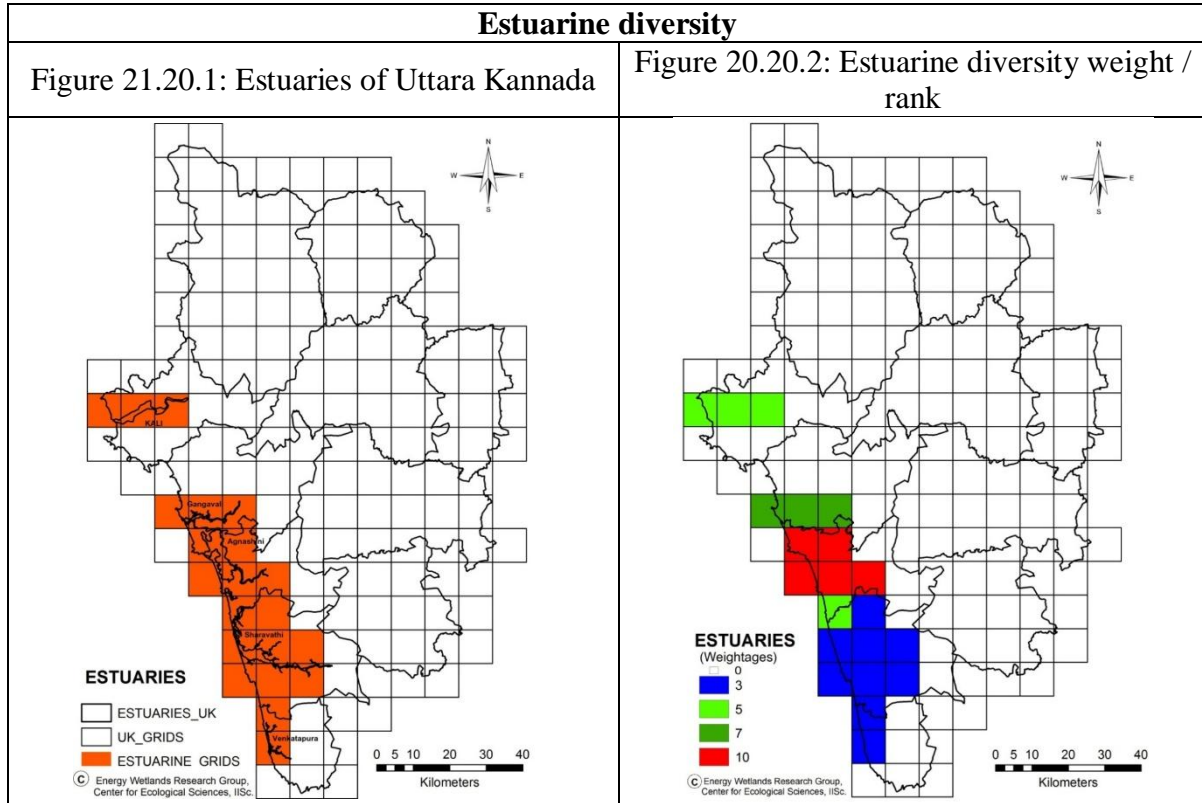 Estuarine diversity
Figure 21.20.1: Estuaries of Uttara Kannada
Figure 20.20.2: Estuarine diversity weight /
rank
N
W E
S
KALI
Gangavali
Agnashini
Sharavathi
Venkatapura
ESTUARIES
ESTUARIES_UK
UK_GRIDS
ESTUARINE_GRIDS
© Energy Wetlands Research Group,
Center for Ecological Sciences, IISc.
0 5 10 20 30 40
Kilometers
N
W E
S
ESTUARIES
(Weightages)
0
3
5
7
10
© Energy Wetlands Research Group,
Center for Ecological Sciences, IISc.
0 5 10 20 30 40
Kilometers